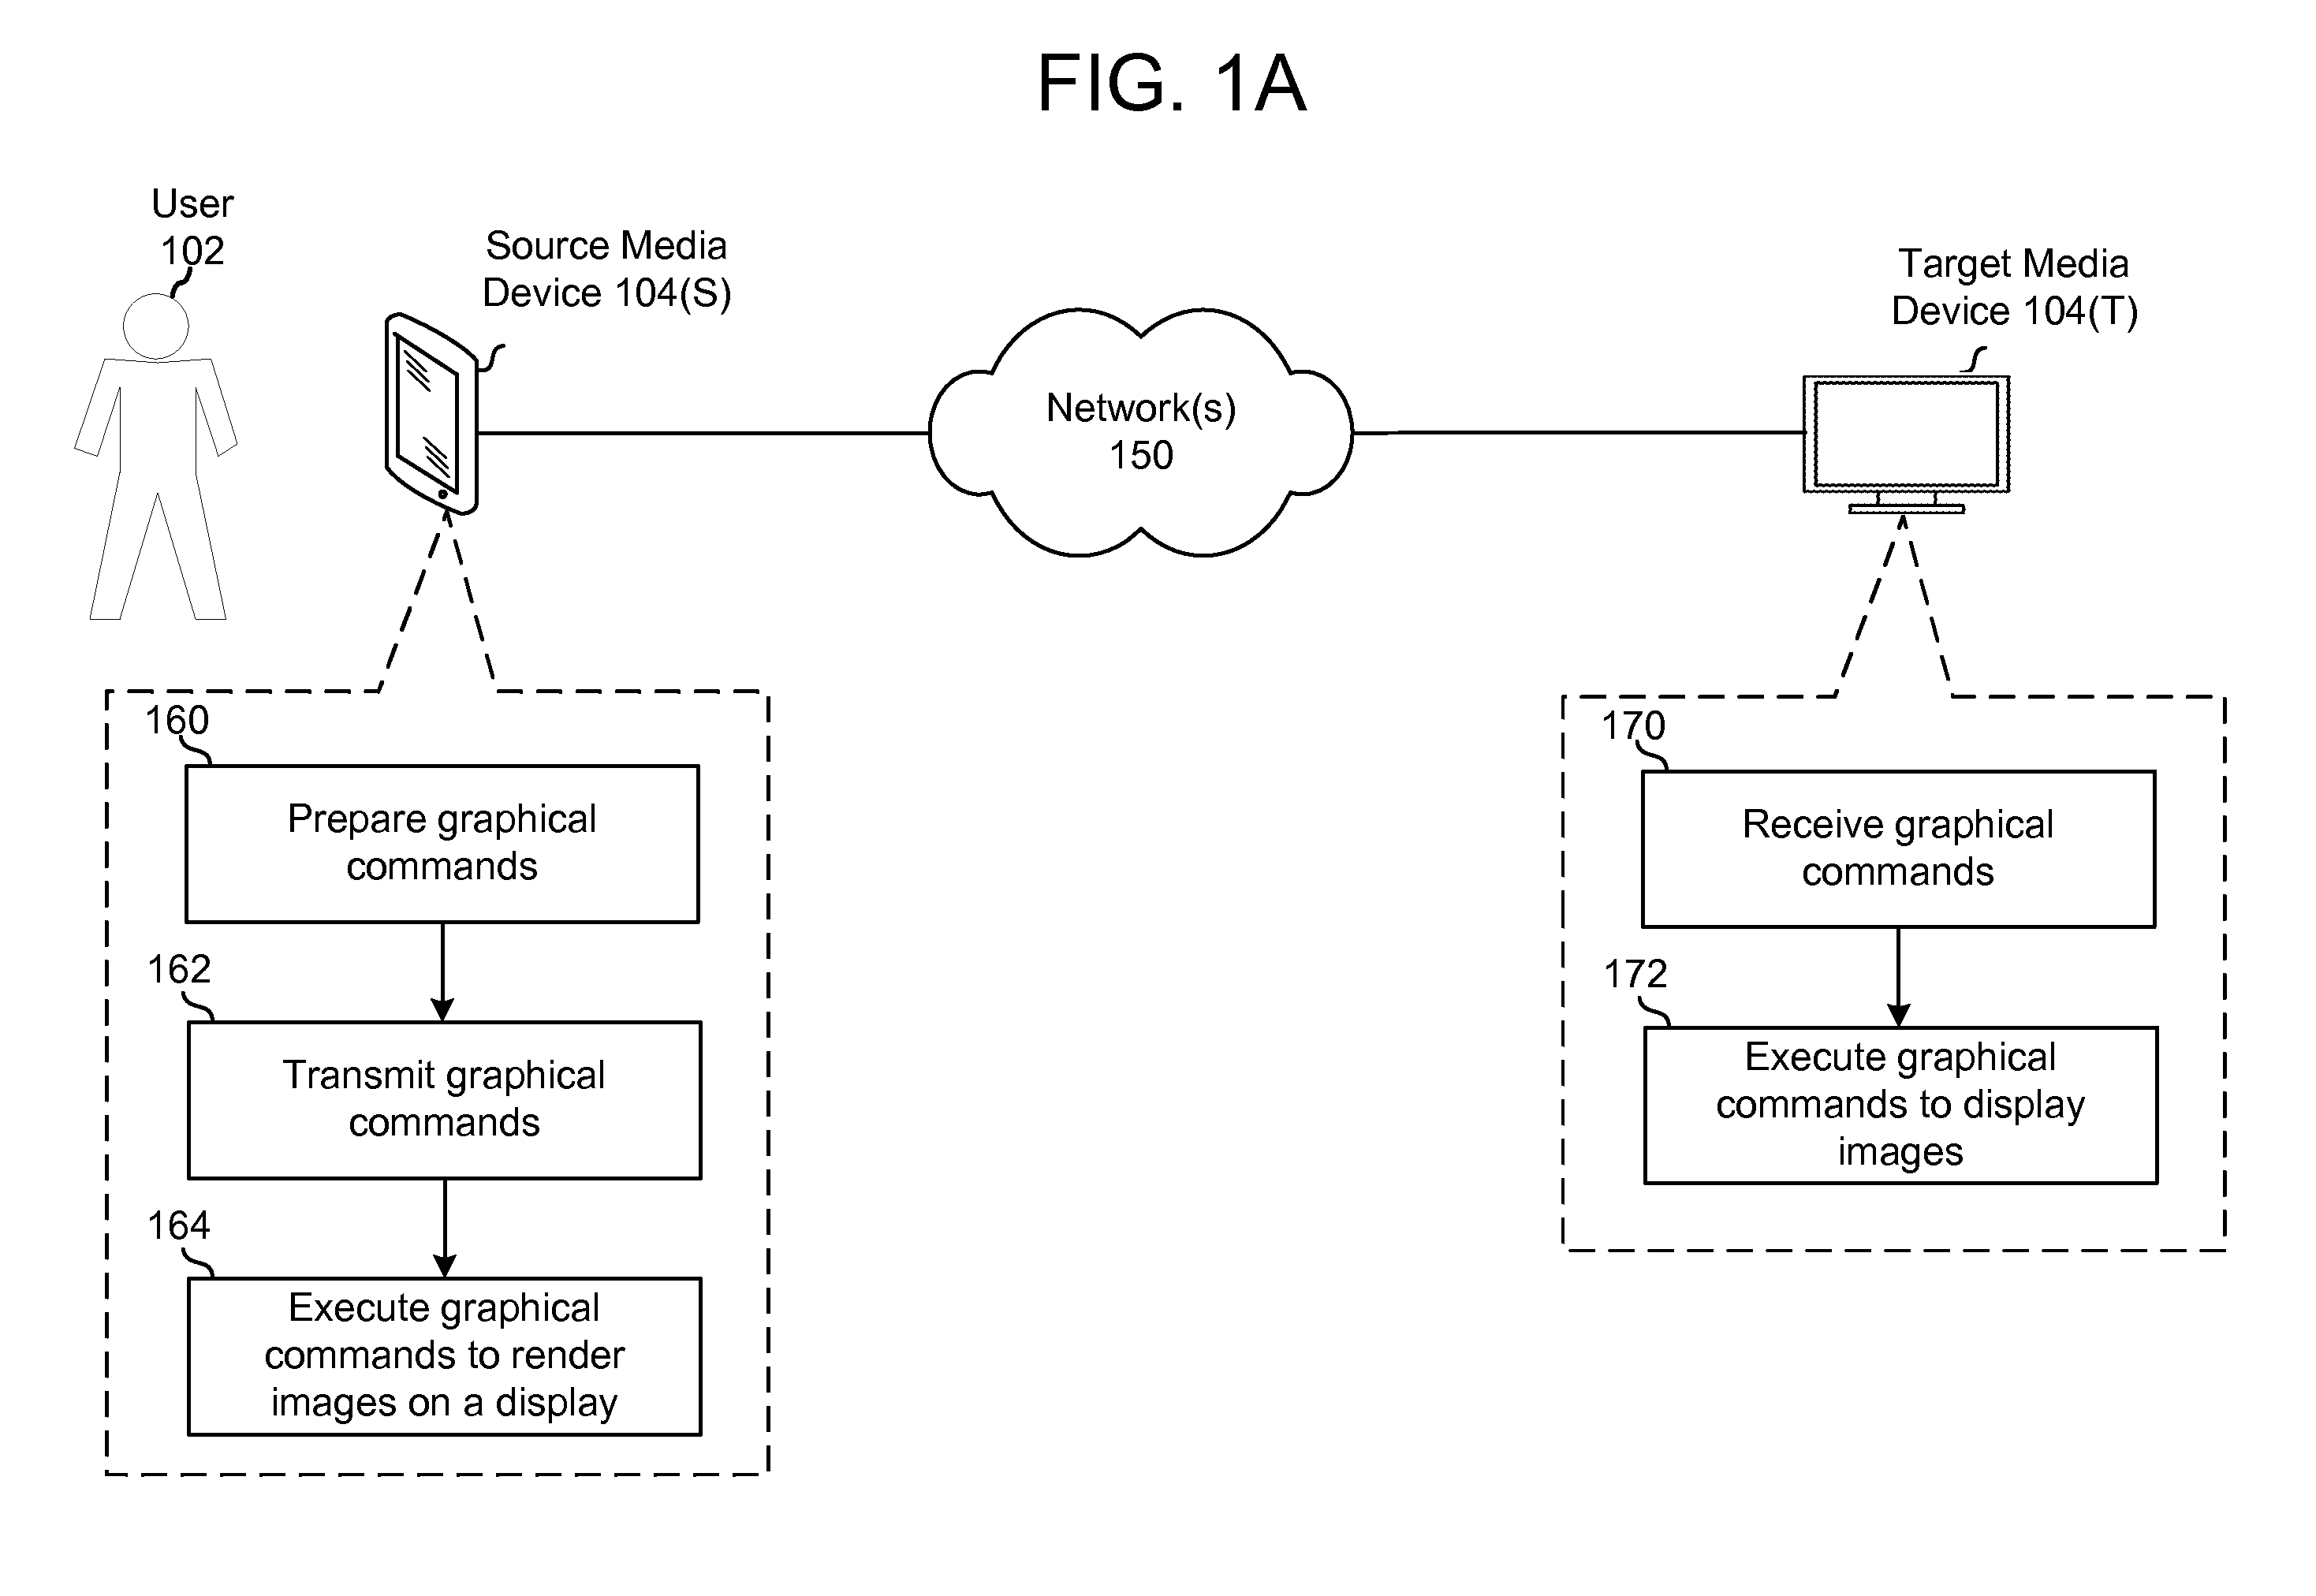 FIG. 1A
User
102
Source Media
Device 104(S)
Network(s)
150
Target Media
Device 104(T)
160
Prepare graphical
commands
162
Transmit graphical
commands
164
Execute graphical
commands to render
images on a display
170
Receive graphical
commands
172
Execute graphical
commands to display
images